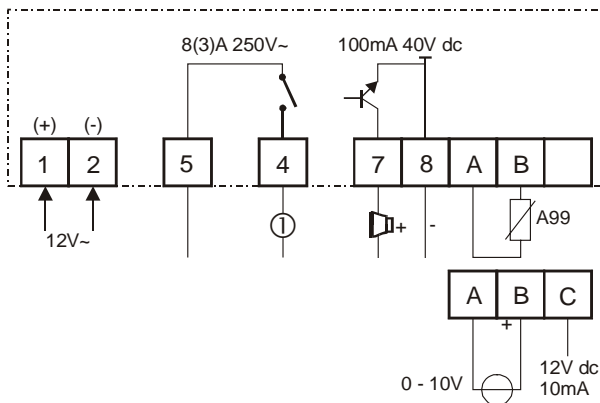 8(3)A 250V~
100mA 40V dc
(+) (-)
1 2 5 4 7 8 A B
12V~
①
+ -
A99
A B C
+
0 - 10V
12V dc
10mA